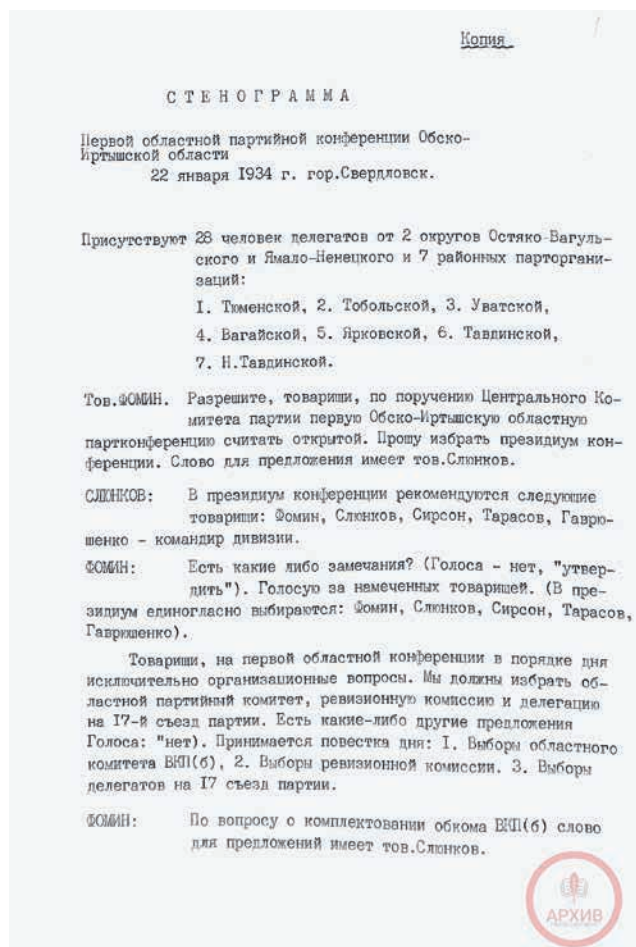 Копия
С Т Е Н О Г Р А М М А
Первой областной партийной конференции Обско-
Иртышской области
22 января I934 г. гор.Свердловск.
Присутствуют 28 человек делегатов от 2 округов Остяко-Вагуль-
ского и Ямало-Ненецкого и 7 районных парторгани-
заций:
I. Тюменской, 2. Тобольской, 3. Уватской,
4. Вагайской, 5. Ярковской, 6. Тавдинской,
7. Н.Тавдинской.
Тов.ФОМИН. Разрешите, товарищи, по поручению Центрального Ко-
митета партии первую Обско-Иртышскую областную
партконференцию считать открытой. Прошу избрать президиум кон-
ференции. Слово для предложения имеет тов.Слюнков.
СЛЮНКОВ: В президиум конференции рекомендуются следующие
товарищи: Фомин, Слюнков, Сирсон, Тарасов, Гаврю-
шенко - командир дивизии.
ФОМИН: Есть какие либо замечания? (Голоса - нет, "утвер-
дить"). Голосую за намеченных товарищей. (В пре-
зидиум единогласно выбираются: Фомин, Слюнков, Сирсон, Тарасов,
Гаврюшенко).
Товарищи, на первой областной конференции в порядке дня
исключительно организационные вопросы. Мы должны избрать об-
ластной партийный комитет, ревизионную комиссию и делегацию
на I7-й съезд партии. Есть какие-либо другие предложения
Голоса: "нет). Принимается повестка дня: I. Выборы областного
комитета ВКП(б), 2. Выборы ревизионной комиссии. 3. Выборы
делегатов на I7 съезд партии.
ФОМИН: По вопросу о комплектовании обкома ВКП(б) слово
для предложений имеет тов.Слюнков.
АРХИВ